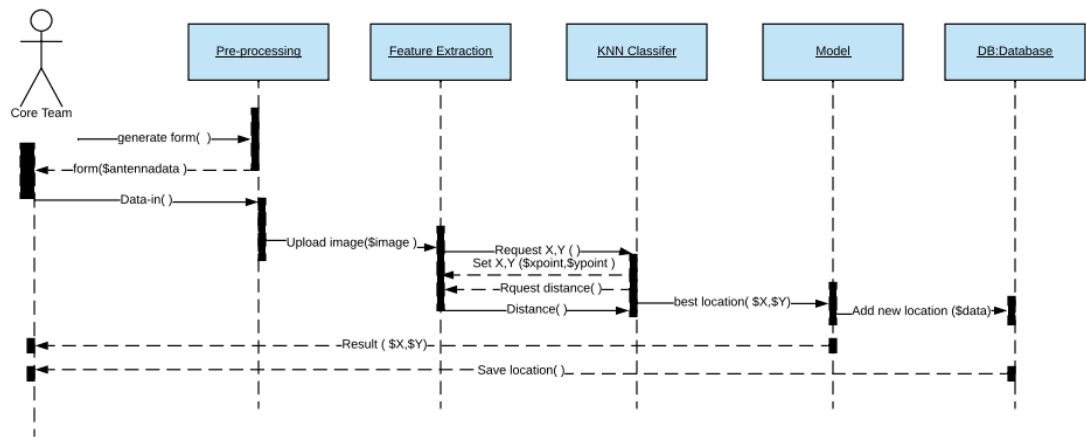 Pre-processing
Feature Extraction
KNN Classifer
Model
DB:Database
Core Team
generate form( )
form($antennadata )
Data-in( )
Upload image($image )
Request X,Y ( )
Set X,Y ($xpoint,$ypoint )
Rquest distance( )
Distance( )
best location( $X,$Y)
Add new location ($data)
Result ( $X,$Y)
Save location( )